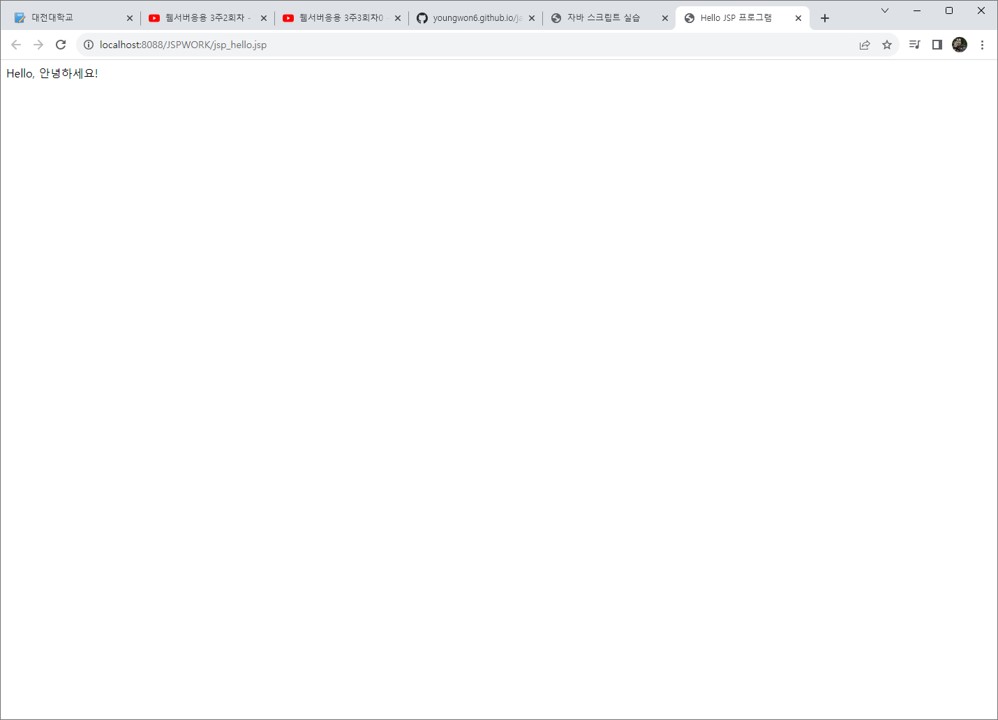 대전대학교
웹서버응용 3주2회차 -
웹서버응용 3주3회차0
youngwon6.github.io/ja
자바 스크립트 실습
Hello JSP 프로그램
localhost:8088/JSPWORK/jsp_hello.jsp
Hello, 안녕하세요!